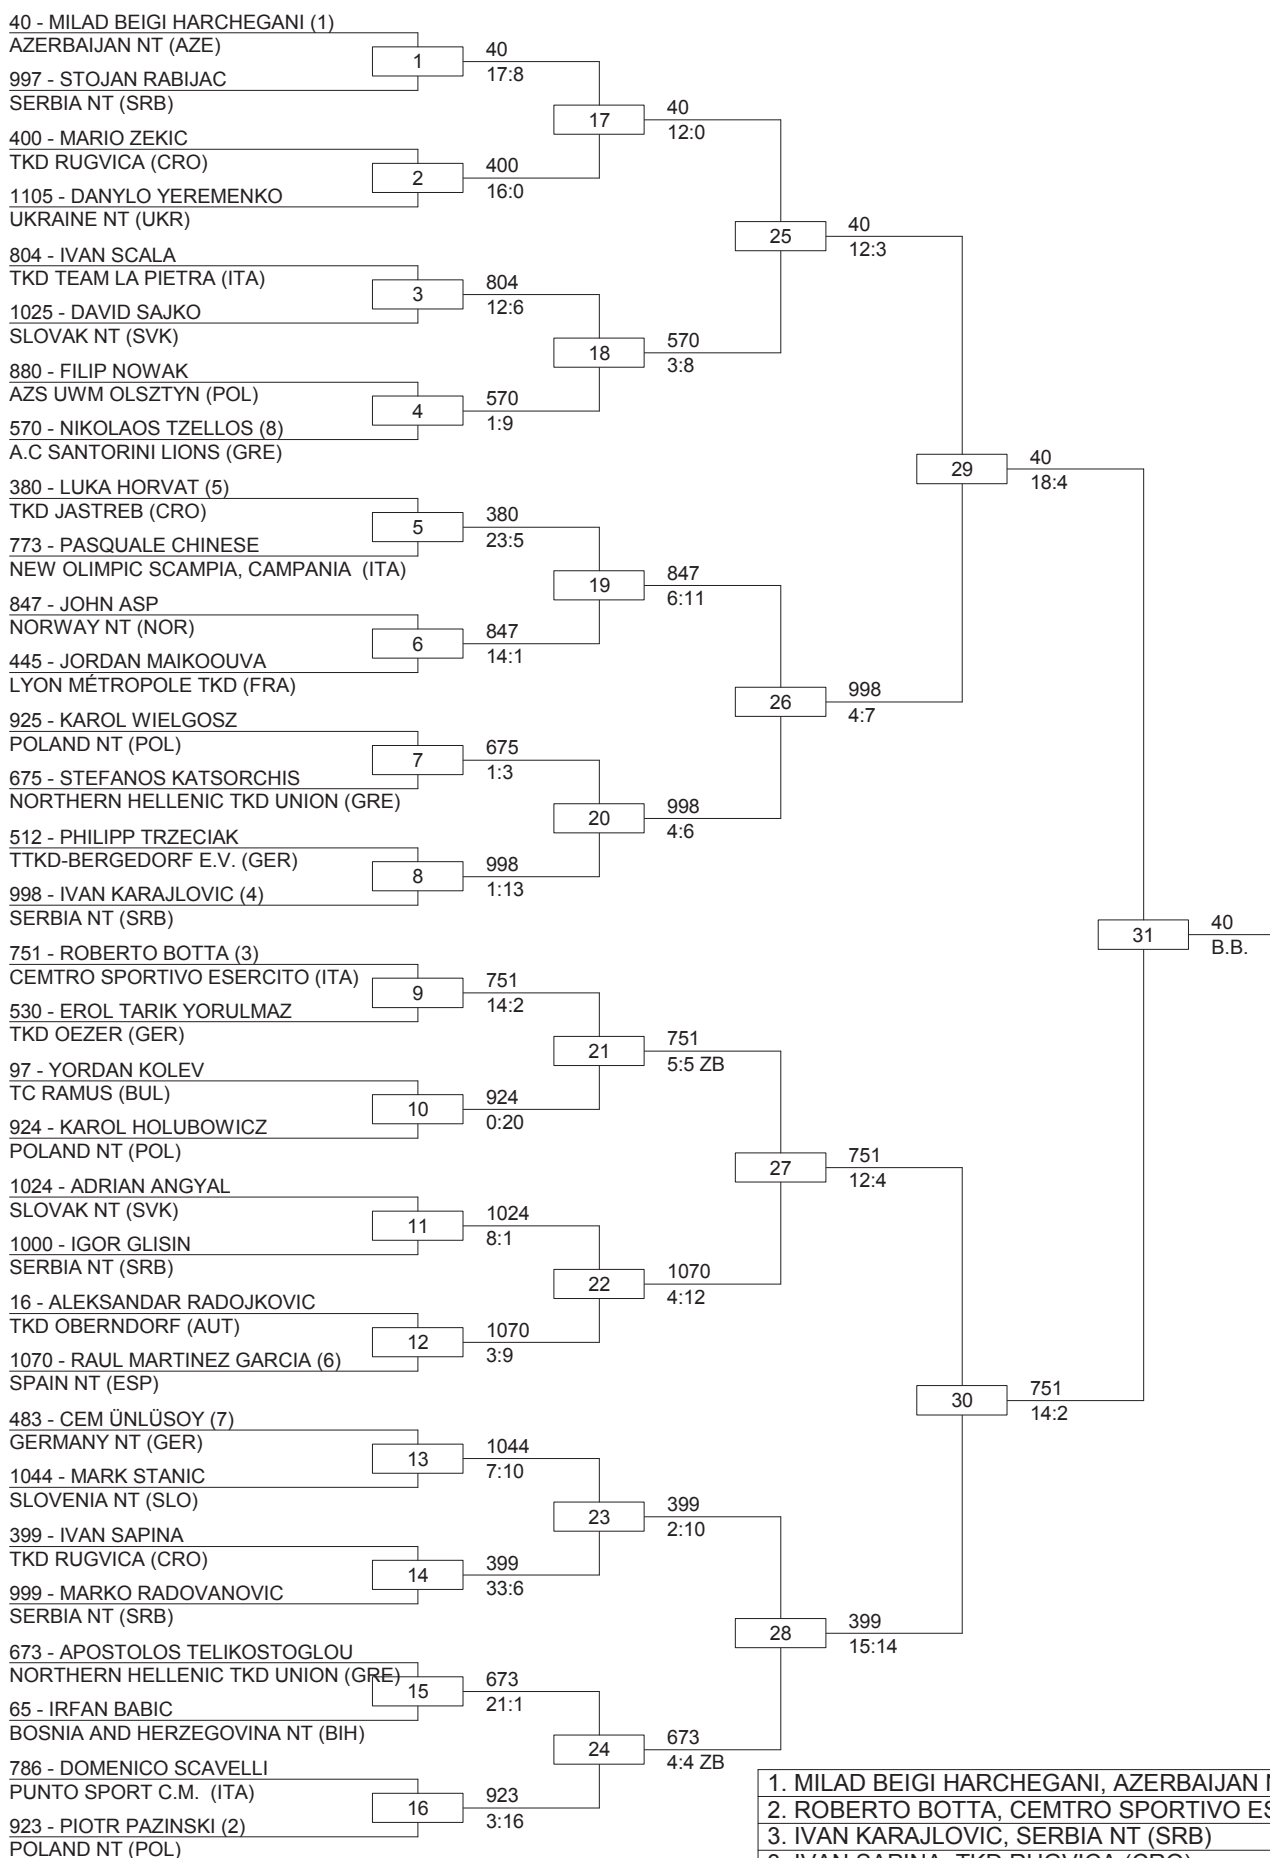 40 - MILAD BEIGI HARCHEGANI (1)
AZERBAIJAN NT (AZE)
997 - STOJAN RABIJAC
SERBIA NT (SRB)
400 - MARIO ZEKIC
TKD RUGVICA (CRO)
1105 - DANYLO YEREMENKO
UKRAINE NT (UKR)
804 - IVAN SCALA
TKD TEAM LA PIETRA (ITA)
1025 - DAVID SAJKO
SLOVAK NT (SVK)
880 - FILIP NOWAK
AZS UWM OLSZTYN (POL)
570 - NIKOLAOS TZELLOS (8)
A.C SANTORINI LIONS (GRE)
380 - LUKA HORVAT (5)
TKD JASTREB (CRO)
773 - PASQUALE CHINESE
NEW OLIMPIC SCAMPIA, CAMPANIA (ITA)
847 - JOHN ASP
NORWAY NT (NOR)
445 - JORDAN MAIKOOUVA
LYON MÉTROPOLE TKD (FRA)
925 - KAROL WIELGOSZ
POLAND NT (POL)
675 - STEFANOS KATSORCHIS
NORTHERN HELLENIC TKD UNION (GRE)
512 - PHILIPP TRZECIAK
TTKD-BERGEDORF E.V. (GER)
998 - IVAN KARAJLOVIC (4)
SERBIA NT (SRB)
751 - ROBERTO BOTTA (3)
CEMTRO SPORTIVO ESERCITO (ITA)
530 - EROL TARIK YORULMAZ
TKD OEZER (GER)
97 - YORDAN KOLEV
TC RAMUS (BUL)
924 - KAROL HOLUBOWICZ
POLAND NT (POL)
1024 - ADRIAN ANGYAL
SLOVAK NT (SVK)
1000 - IGOR GLISIN
SERBIA NT (SRB)
16 - ALEKSANDAR RADOJKOVIC
TKD OBERNDORF (AUT)
1070 - RAUL MARTINEZ GARCIA (6)
SPAIN NT (ESP)
483 - CEM ÜNLÜSOY (7)
GERMANY NT (GER)
1044 - MARK STANIC
SLOVENIA NT (SLO)
399 - IVAN SAPINA
TKD RUGVICA (CRO)
999 - MARKO RADOVANOVIC
SERBIA NT (SRB)
673 - APOSTOLOS TELIKOSTOGLOU
NORTHERN HELLENIC TKD UNION (GRE)
65 - IRFAN BABIC
BOSNIA AND HERZEGOVINA NT (BIH)
786 - DOMENICO SCAVELLI
PUNTO SPORT C.M. (ITA)
923 - PIOTR PAZINSKI (2)
POLAND NT (POL)
1
40
17:8
2
400
16:0
3
804
12:6
4
570
1:9
5
380
23:5
6
847
14:1
7
675
1:3
8
998
1:13
9
751
14:2
10
924
0:20
11
1024
8:1
12
1070
3:9
13
1044
7:10
14
399
33:6
15
673
21:1
16
923
3:16
17
40
12:0
18
570
3:8
19
847
6:11
20
998
4:6
21
751
5:5 ZB
22
1070
4:12
23
399
2:10
24
673
4:4 ZB
25
40
12:3
26
998
4:7
27
751
12:4
28
399
15:14
29
40
18:4
30
751
14:2
31
40
B.B.
1. MILAD BEIGI HARCHEGANI, AZERBAIJAN
2. ROBERTO BOTTA, CEMTRO SPORTIVO
3. IVAN KARAJLOVIC, SERBIA NT (SRB)
3. IVAN SAPINA, TKD RUGVICA (CRO)